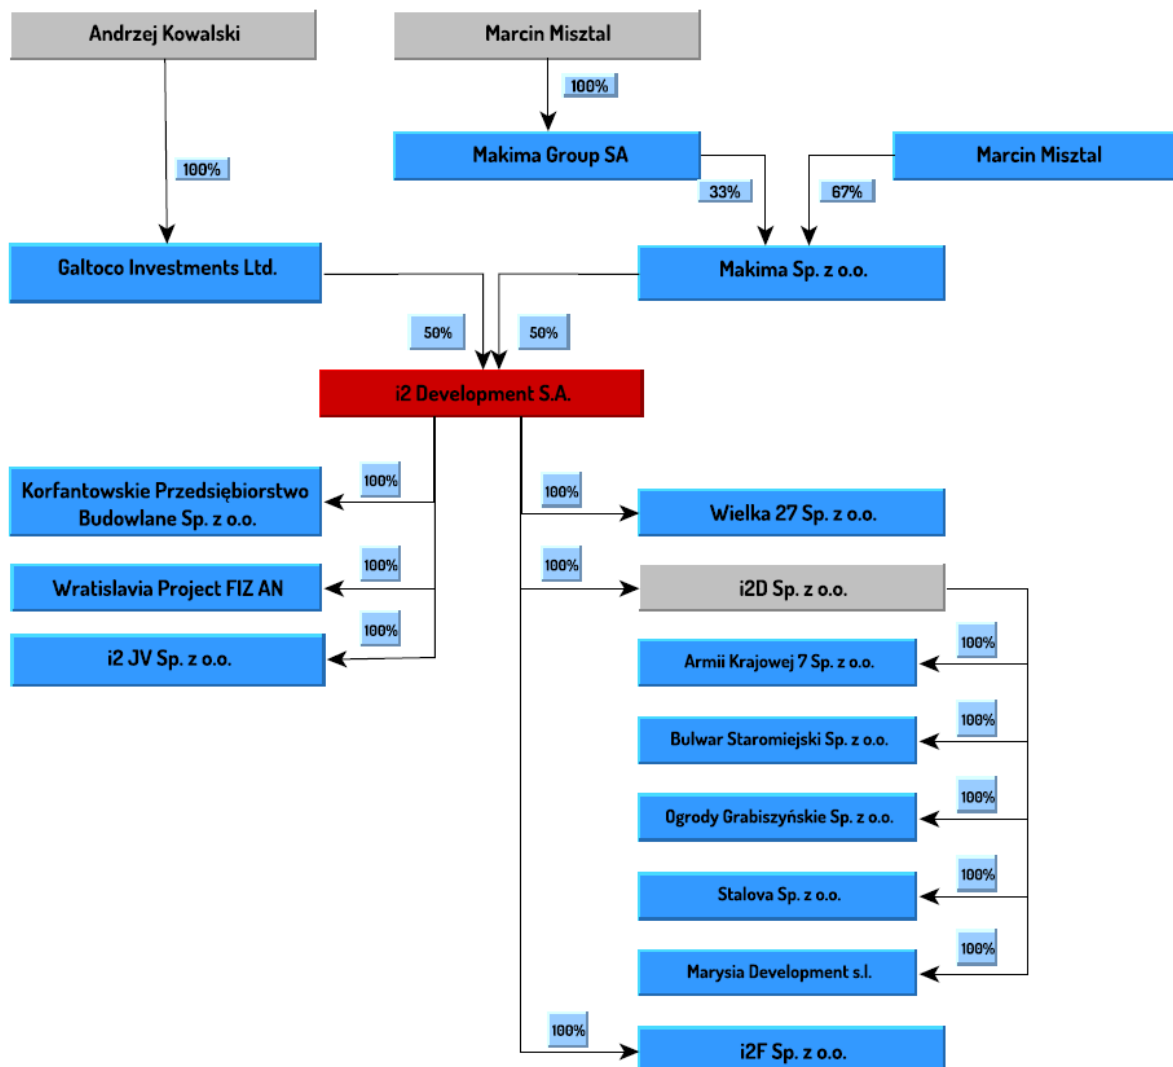 Andrzej Kowalski
Marcin Misztal
100%
Makima Group SA
Marcin Misztal
100%
33%
67%
Galtoco Investments Ltd.
Makima Sp. z o.o.
50%
50%
i2 Development S.A.
100%
Korfantowskie Przedsiębiorstwo
Budowlane Sp. z o.o.
100%
Wielka 27 Sp. z o.o.
100%
Wratislavia Project FIZ AN
100%
i2D Sp. z o.o.
100%
i2 JV Sp. z o.o.
100%
Armii Krajowej 7 Sp. z o.o.
100%
Bulwar Staromiejski Sp. z o.o.
100%
Ogrody Grabiszyńskie Sp. z o.o.
100%
Stalova Sp. z o.o.
100%
Marysia Development s.l.
100%
i2F Sp. z o.o.